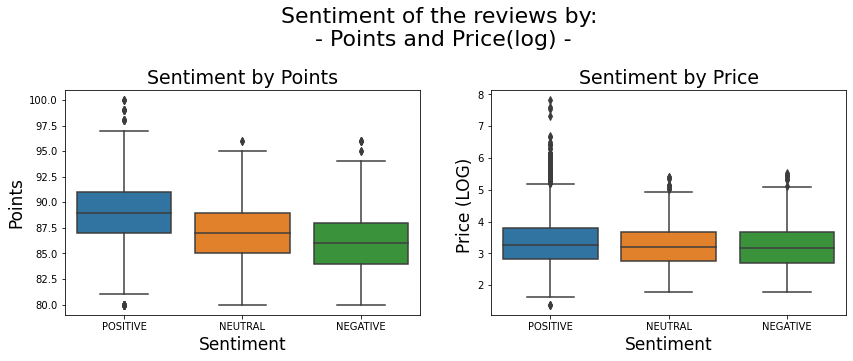 Sentiment of the reviews by:
- Points and Price(log) -
Sentiment by Points
100.0
97.5
95.0
92.5
90.0
87.5
85.0
82.5
80.0
Points
POSITIVE NEUTRAL NEGATIVE
Sentiment
Sentiment by Price
8
7
6
5
4
3
2
Price (LOG)
POSITIVE NEUTRAL NEGATIVE
Sentiment